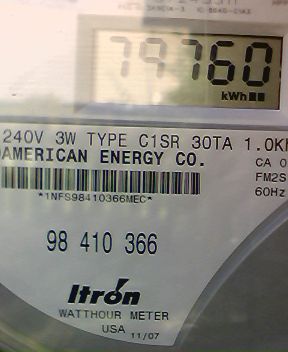 79760
kWh
240V 3W TYPE C1SR 30TA 1.0K
AMERICAN ENERGY CO.
CA 0
FM2S
60Hz
*1NFS98410366MEC*
98 410 366
Itrón
WATTHOUR METER
USA 11/07